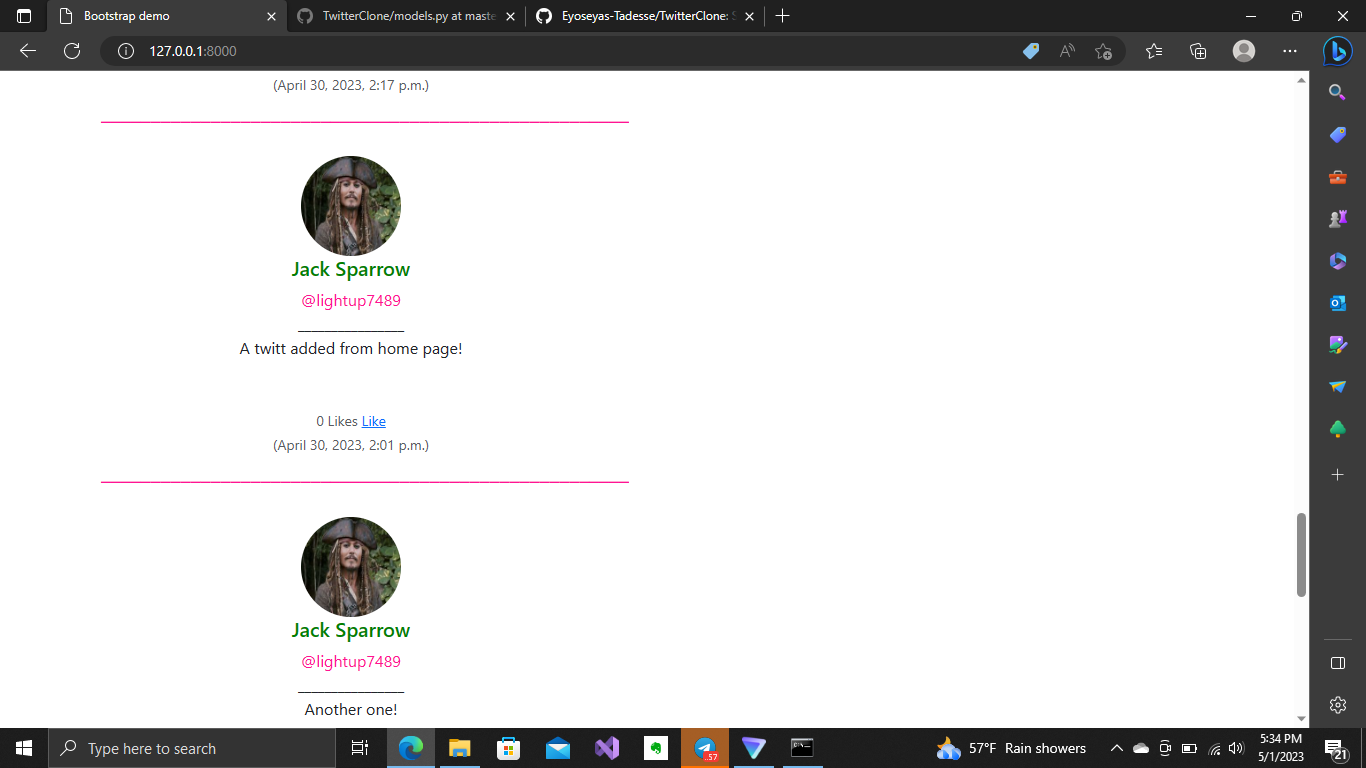 Bootstrap demo
TwitterClone/models.py at maste
Eyoseyas-Tadesse/TwitterClone: S
127.0.0.1:8000
(April 30, 2023, 2:17 p.m.)
Jack Sparrow
@lightup7489
A twitt added from home page!
0 Likes Like
(April 30, 2023, 2:01 p.m.)
Jack Sparrow
@lightup7489
Another one!
Type here to search
57
57°F Rain showers
5:34 PM
5/1/2023
21